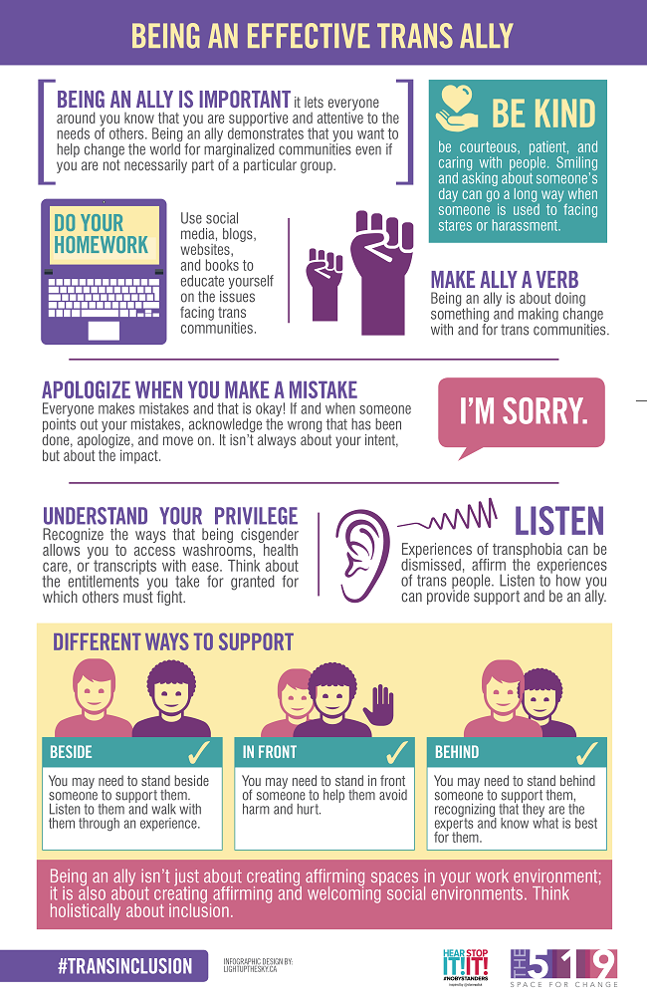 BEING AN EFFECTIVE TRANS ALLY
BEING AN ALLY IS IMPORTANT it lets everyone
around you know that you are supportive and attentive to the
needs of others. Being an ally demonstrates that you want to
help change the world for marginalized communities even if
you are not necessarily part of a particular group.
BE KIND
be courteous, patient, and
caring with people. Smiling
and asking about someone's
day can go a long way when
someone is used to facing
stares or harassment.
DO YOUR
HOMEWORK
Use social
media, blogs,
websites,
and books to
educate yourself
on the issues
facing trans
communities.
MAKE ALLY A VERB
Being an ally is about doing
something and making change
with and for trans communities.
APOLOGIZE WHEN YOU MAKE A MISTAKE
Everyone makes mistakes and that is okay! If and when someone
points out your mistakes, acknowledge the wrong that has been
done, apologize, and move on. It isn't always about your intent,
but about the impact.
I'M SORRY.
UNDERSTAND YOUR PRIVILEGE
Recognize the ways that being cisgender
allows you to access washrooms, health
care, or transcripts with ease. Think about
the entitlements you take for granted for
which others must fight.
LISTEN
Experiences of transphobia can be
dismissed, affirm the experiences
of trans people. Listen to how you
can provide support and be an ally.
DIFFERENT WAYS TO SUPPORT
BESIDE
You may need to stand beside
someone to support them.
Listen to them and walk with
them through an experience.
IN FRONT
You may need to stand in front
of someone to help them avoid
harm and hurt.
BEHIND
You may need to stand behind
someone to support them,
recognizing that they are the
experts and know what is best
for them.
Being an ally isn't just about creating affirming spaces in your work environment;
it is also about creating affirming and welcoming social environments. Think
holistically about inclusion.
#TRANSINCLUSION
INFOGRAPHIC DESIGN BY:
LIGHTUPTHESKY.CA
HEAR STOP
IT! IT!
#NOBYSTANDERS
THE 519
SPACE FOR CHANGE